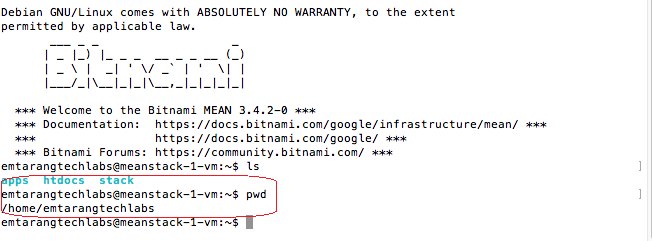 Debian GNU/Linux comes with ABSOLUTELY NO WARRANTY, to the extent
permitted by applicable law.
Bitnami
*** Welcome to the Bitnami MEAN 3.4.2-0 ***
*** Documentation:  https://docs.bitnami.com/google/infrastructure/mean/ ***
***                 https://docs.bitnami.com/google/ ***
*** Bitnami Forums: https://community.bitnami.com/ ***
emtarangtechlabs@meanstack-1-vm:~$ ls ]
apps  htdocs  stack
emtarangtechlabs@meanstack-1-vm:~$ pwd ]
/home/emtarangtechlabs
emtarangtechlabs@meanstack-1-vm:~$